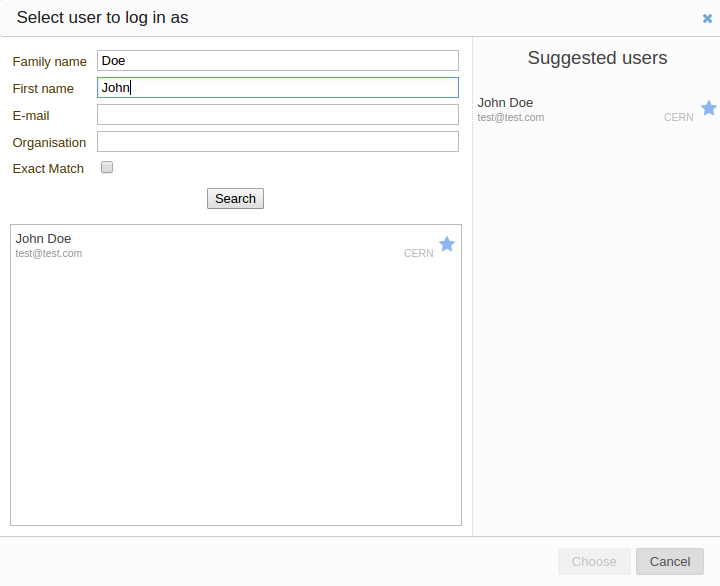 Select user to log in as
Family name Doe
First name John
E-mail
Organisation
Exact Match
Search
John Doe
test@test.com CERN
Suggested users
John Doe
test@test.com CERN
Choose Cancel